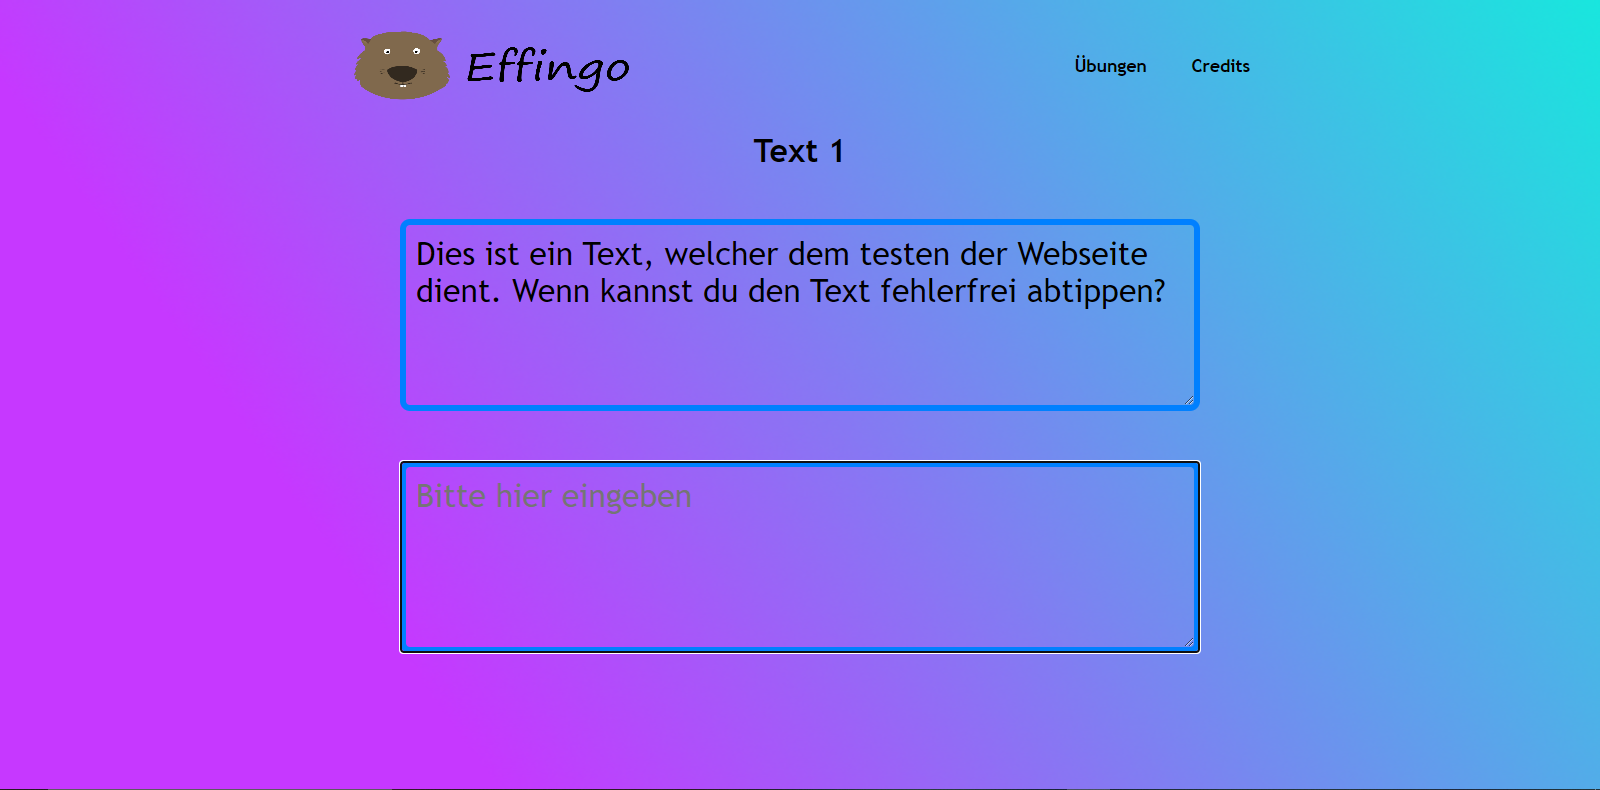 Effingo
Übungen
Credits
Text 1
Dies ist ein Text, welcher dem testen der Webseite
dient. Wenn kannst du den Text fehlerfrei abtippen?
Bitte hier eingeben